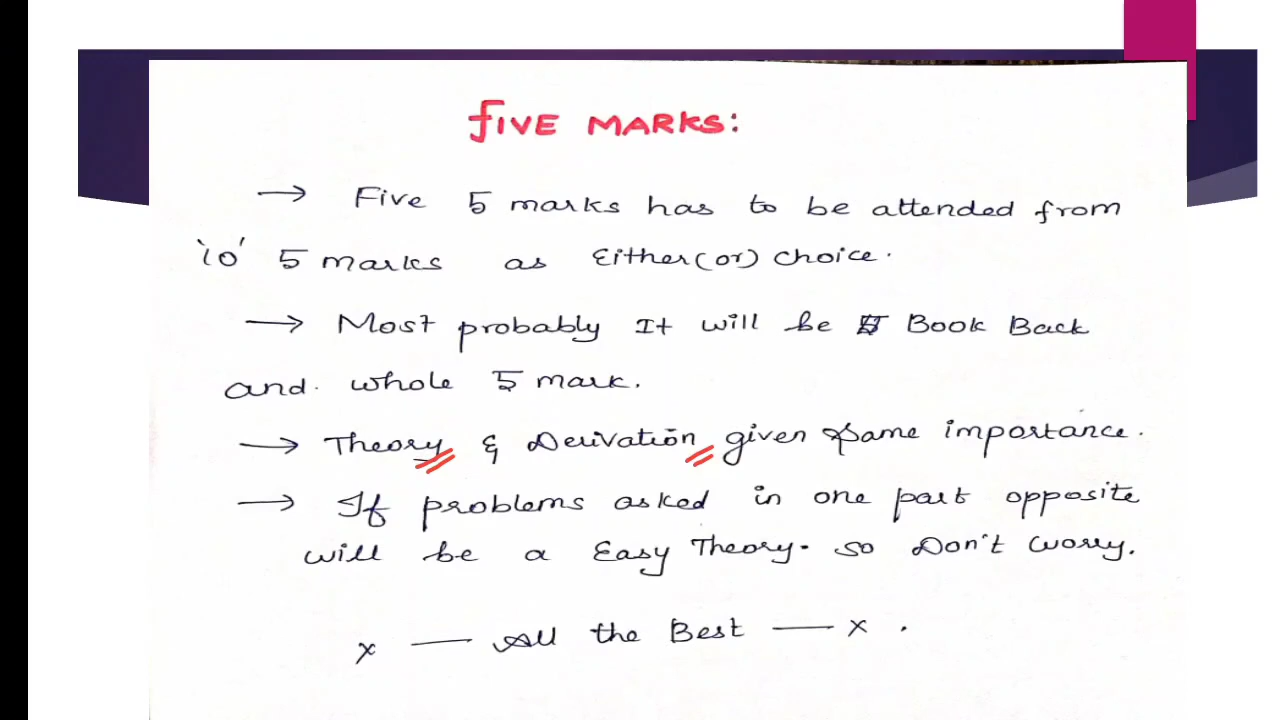 FIVE MARKS:
→ Five 5 marks has to be attended from
'10' 5 marks as Either (or) choice.
→ Most probably It will be Book Back
and. whole 5 mark.
→ Theory & Derivation given Same importance.
→ If problems asked in one part opposite
will be a Easy Theory. so Don't worry.
x — All the Best — x .